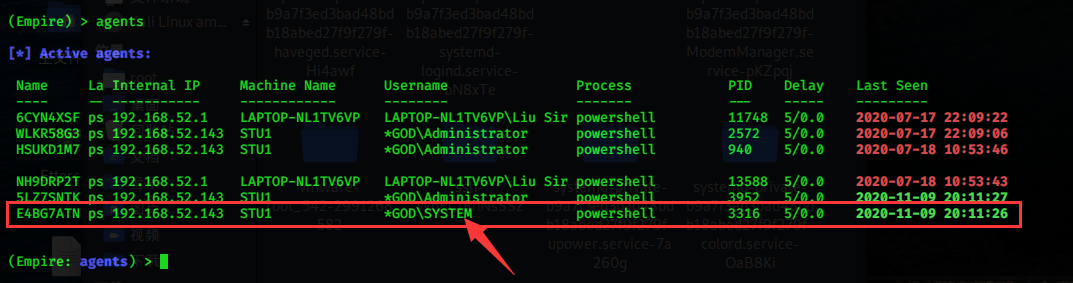 (Empire) > agents
[*] Active agents:
Name La Internal IP Machine Name Username Process PID Delay Last Seen
---- -- ----------- ------------ -------- ------- --- ----- ---------
6CYN4XSF ps 192.168.52.1 LAPTOP-NL1TV6VP LAPTOP-NL1TV6VP\Liu Sir powershell 11748 5/0.0 2020-07-17 22:09:22
WLKR58G3 ps 192.168.52.143 STU1 *GOD\Administrator powershell 2572 5/0.0 2020-07-17 22:09:06
HSUKD1M7 ps 192.168.52.143 STU1 *GOD\Administrator powershell 940 5/0.0 2020-07-18 10:53:46
NH9DRP2T ps 192.168.52.1 LAPTOP-NL1TV6VP LAPTOP-NL1TV6VP\Liu Sir powershell 13588 5/0.0 2020-07-18 10:53:43
5LZ7SNTK ps 192.168.52.143 STU1 *GOD\Administrator powershell 3952 5/0.0 2020-11-09 20:11:27
E4BG7ATN ps 192.168.52.143 STU1 *GOD\SYSTEM powershell 3316 5/0.0 2020-11-09 20:11:26
(Empire: agents) >
b9a7f3ed3bad48bd
b18abed27f9f279f-
haveged.service-
Hi4awf
b9a7f3ed3bad48bd
b18abed27f9f279f-
systemd-
logind.service-
b9a7f3ed3bad48bd
b18abed27f9f279f-
ModemManager.se
rvice-pKZpqj
upower.service-7a
260g
b18abed27f9f279f-
colord.service-
OaB8Ki
视频